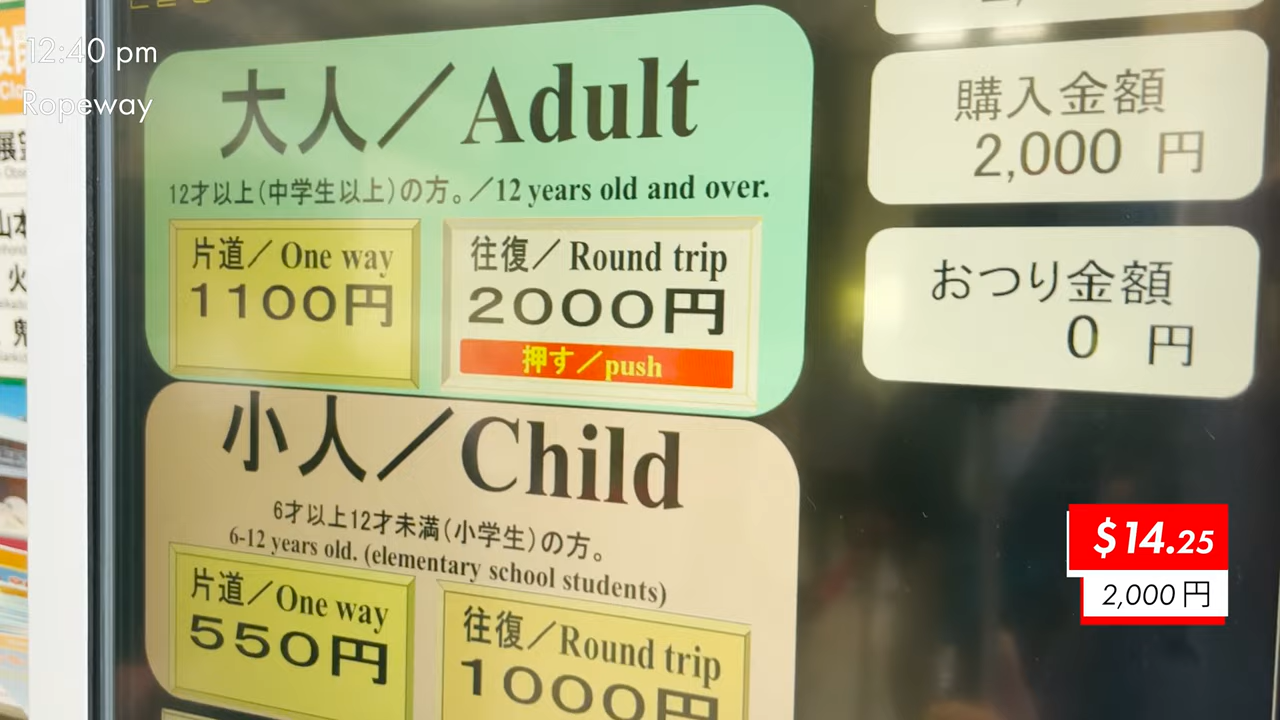 12:40 pm
Ropeway
大人／Adult
12才以上(中学生以上)の方。／12 years old and over.
片道／One way
1100円
往復／Round trip
2000円
押す／push
小人／Child
6才以上12才未満(小学生)の方。
6-12 years old. (elementary school students)
片道／One way
550円
往復／Round trip
1000円
購入金額
2,000 円
おつり金額
0 円
$14.25
2,000円